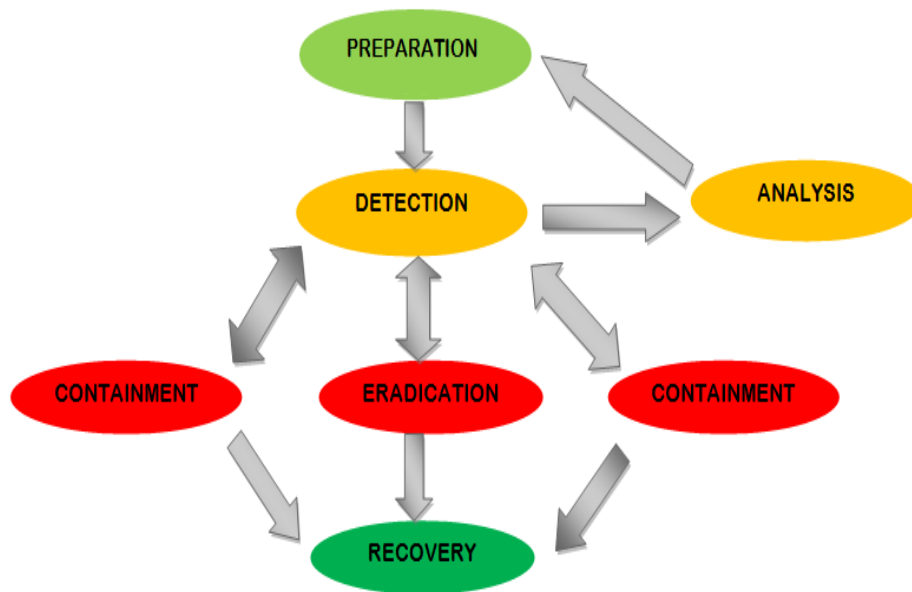 PREPARATION
DETECTION
ANALYSIS
CONTAINMENT
ERADICATION
CONTAINMENT
RECOVERY